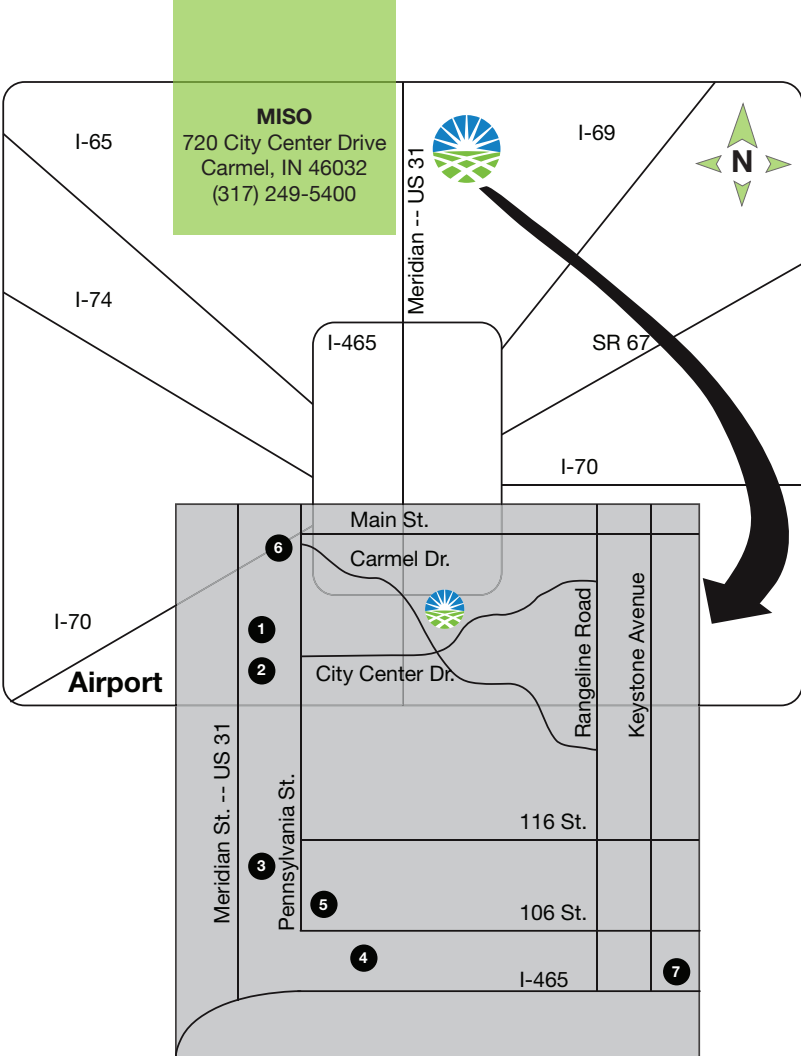 MISO
720 City Center Drive
Carmel, IN 46032
(317) 249-5400
I-65
I-69
N
Meridian -- US 31
I-74
I-465
SR 67
I-70
Main St.
6
Carmel Dr.
I-70
1
2
City Center Dr.
Airport
Rangeline Road
Keystone Avenue
Meridian St. -- US 31
Pennsylvania St.
116 St.
3
5
106 St.
4
I-465
7